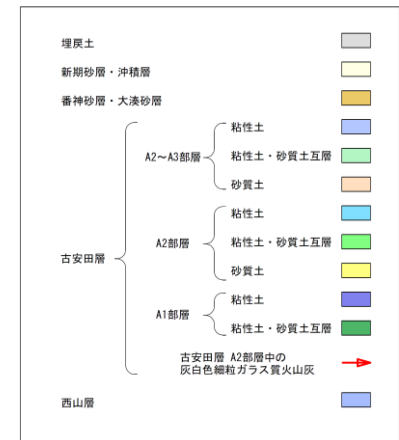 埋戻土
新期砂層・沖積層
番神砂層・大湊砂層
古安田層
A2～A3部層
粘性土
粘性土・砂質土互層
砂質土
A2部層
粘性土
粘性土・砂質土互層
砂質土
A1部層
粘性土
粘性土・砂質土互層
古安田層 A2部層中の
灰白色細粒ガラス質火山灰
西山層